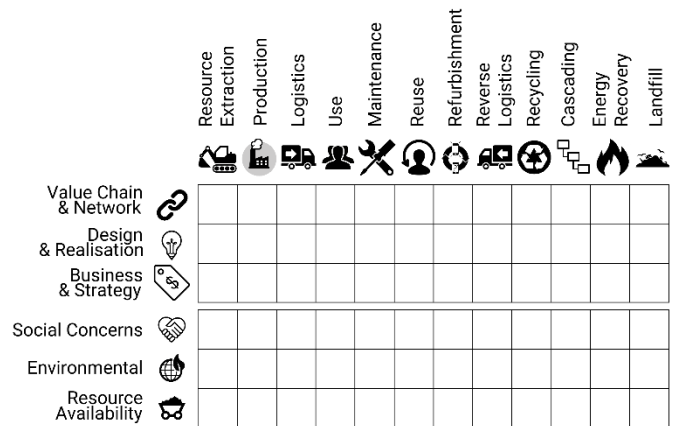 Resource
Extraction
Production
Logistics
Use
Maintenance
Reuse
Refurbishment
Reverse
Logistics
Recycling
Cascading
Energy
Recovery
Landfill
Value Chain
& Network
Design
& Realisation
Business
& Strategy
$
Social Concerns
Environmental
Resource
Availability